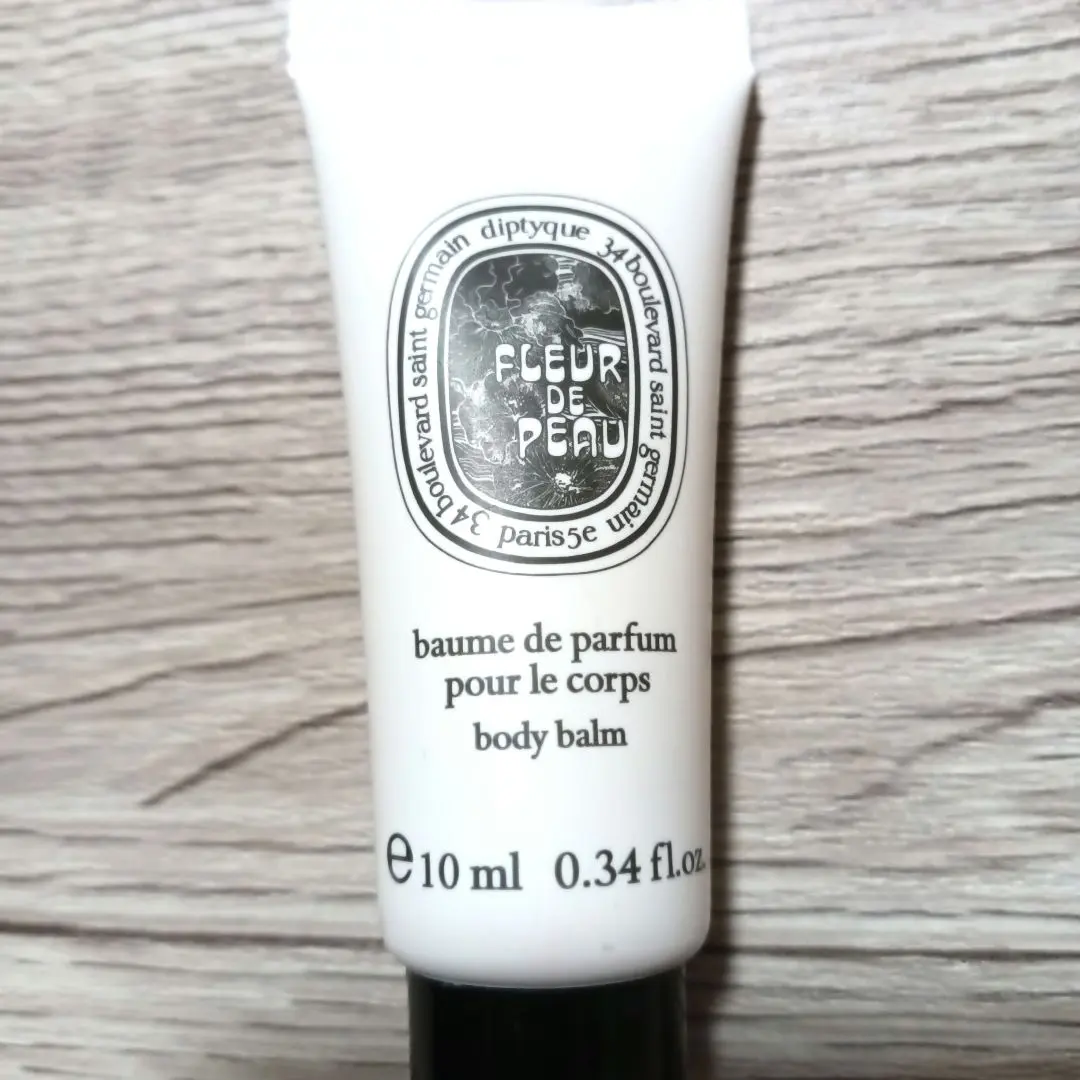 diptyque 34 boulevard saint germain paris5e 34 boulevard saint germain
FLEUR
DE
PEAU
baume de parfum
pour le corps
body balm
e 10 ml 0.34 fl.oz.